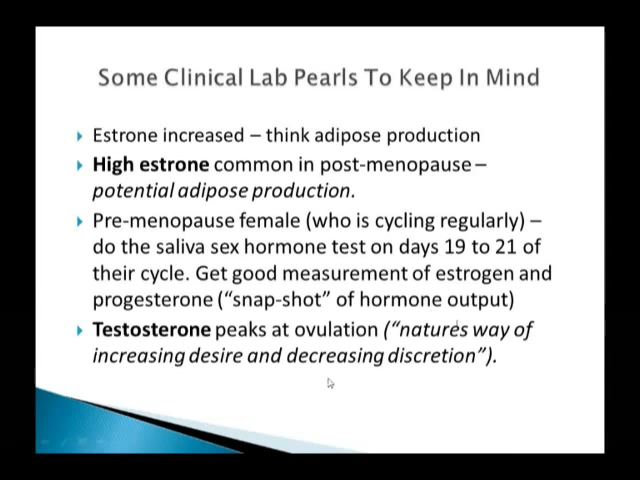 Some Clinical Lab Pearls To Keep In Mind
Estrone increased – think adipose production
High estrone common in post-menopause –
potential adipose production.
Pre-menopause female (who is cycling regularly) –
do the saliva sex hormone test on days 19 to 21 of
their cycle. Get good measurement of estrogen and
progesterone (“snap-shot” of hormone output)
Testosterone peaks at ovulation (“natures way of
increasing desire and decreasing discretion”).